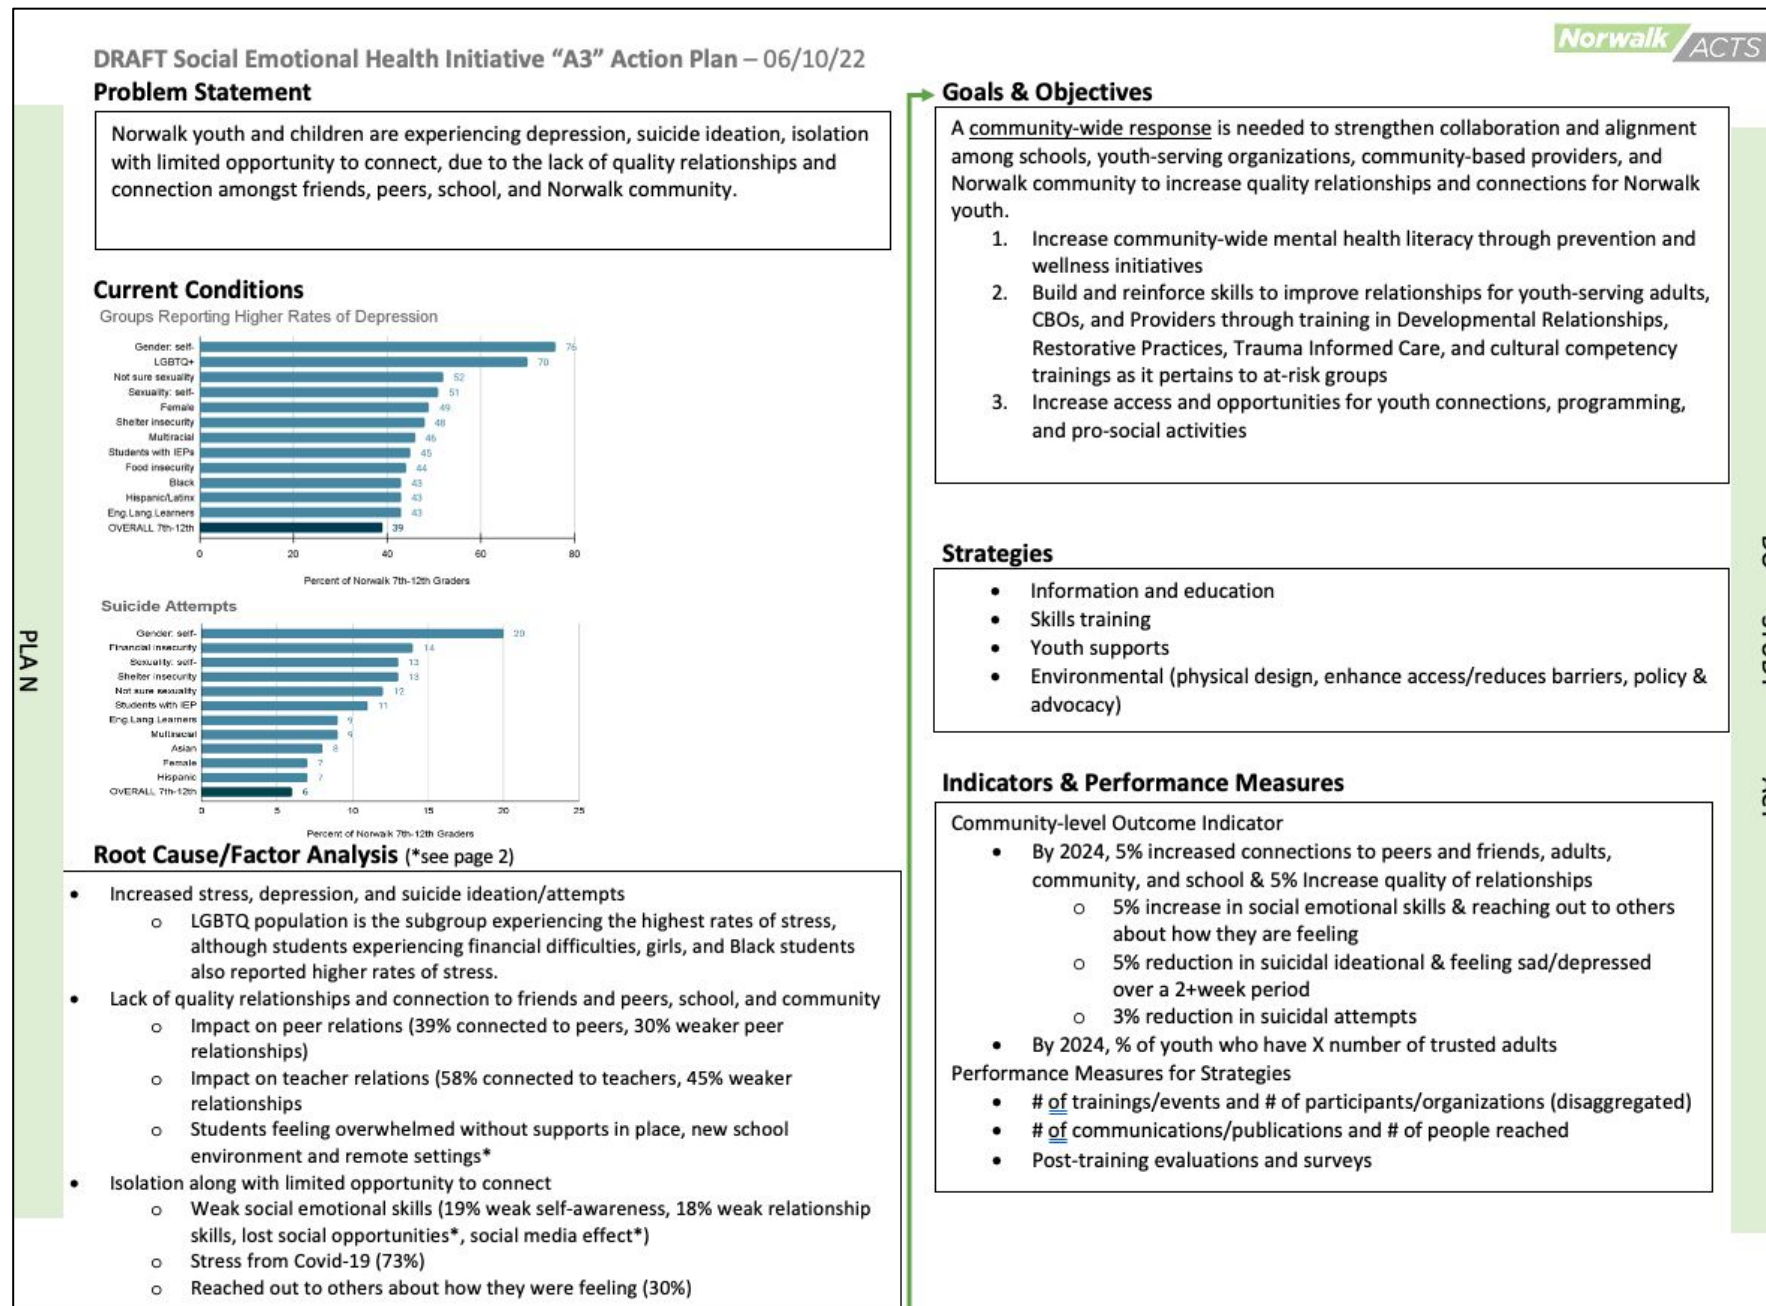 Norwalk ACTS
DRAFT Social Emotional Health Initiative “A3” Action Plan – 06/10/22
Problem Statement
Norwalk youth and children are experiencing depression, suicide ideation, isolation
with limited opportunity to connect, due to the lack of quality relationships and
connection amongst friends, peers, school, and Norwalk community.
Current Conditions
Groups Reporting Higher Rates of Depression
Gender: self- 76
LGBTQ+ 70
Not sure sexuality 52
Sexuality: self- 51
Female 49
Shelter insecurity 48
Multiracial 46
Students with IEPs 45
Food insecurity 44
Black 43
Hispanic/Latinx 43
Eng.Lang.Learners 43
OVERALL 7th-12th 39
0 20 40 60 80
Percent of Norwalk 7th-12th Graders
Suicide Attempts
Gender: self- 20
Financial insecurity 14
Sexuality: self- 13
Shelter insecurity 13
Not sure sexuality 12
Students with IEP 11
Eng.Lang.Learners 9
Multiracial 9
Asian 8
Female 7
Hispanic 7
OVERALL 7th-12th 6
0 5 10 15 20 25
Percent of Norwalk 7th-12th Graders
Root Cause/Factor Analysis (*see page 2)
• Increased stress, depression, and suicide ideation/attempts
o LGBTQ population is the subgroup experiencing the highest rates of stress,
although students experiencing financial difficulties, girls, and Black students
also reported higher rates of stress.
• Lack of quality relationships and connection to friends and peers, school, and community
o Impact on peer relations (39% connected to peers, 30% weaker peer
relationships)
o Impact on teacher relations (58% connected to teachers, 45% weaker
relationships
o Students feeling overwhelmed without supports in place, new school
environment and remote settings*
• Isolation along with limited opportunity to connect
o Weak social emotional skills (19% weak self-awareness, 18% weak relationship
skills, lost social opportunities*, social media effect*)
o Stress from Covid-19 (73%)
o Reached out to others about how they were feeling (30%)
PLAN
Goals & Objectives
A community-wide response is needed to strengthen collaboration and alignment
among schools, youth-serving organizations, community-based providers, and
Norwalk community to increase quality relationships and connections for Norwalk
youth.
1. Increase community-wide mental health literacy through prevention and
wellness initiatives
2. Build and reinforce skills to improve relationships for youth-serving adults,
CBOs, and Providers through training in Developmental Relationships,
Restorative Practices, Trauma Informed Care, and cultural competency
trainings as it pertains to at-risk groups
3. Increase access and opportunities for youth connections, programming,
and pro-social activities
Strategies
• Information and education
• Skills training
• Youth supports
• Environmental (physical design, enhance access/reduces barriers, policy &
advocacy)
Indicators & Performance Measures
Community-level Outcome Indicator
• By 2024, 5% increased connections to peers and friends, adults,
community, and school & 5% Increase quality of relationships
o 5% increase in social emotional skills & reaching out to others
about how they are feeling
o 5% reduction in suicidal ideational & feeling sad/depressed
over a 2+week period
o 3% reduction in suicidal attempts
• By 2024, % of youth who have X number of trusted adults
Performance Measures for Strategies
• # of trainings/events and # of participants/organizations (disaggregated)
• # of communications/publications and # of people reached
• Post-training evaluations and surveys